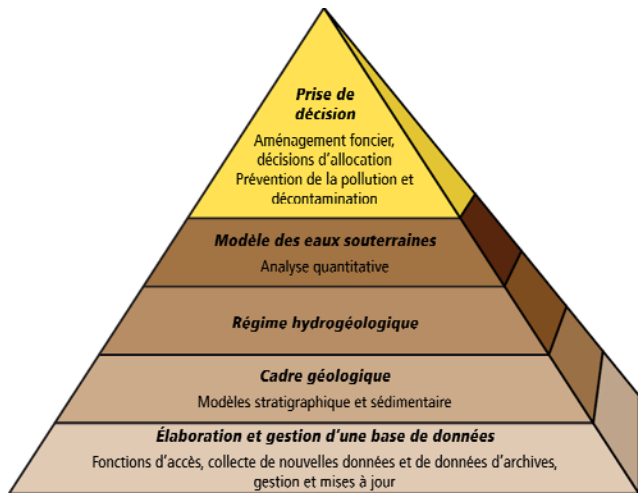 Prise de
décision
Aménagement foncier,
décisions d'allocation
Prévention de la pollution et
décontamination
Modèle des eaux souterraines
Analyse quantitative
Régime hydrogéologique
Cadre géologique
Modèles stratigraphique et sédimentaire
Élaboration et gestion d'une base de données
Fonctions d'accès, collecte de nouvelles données et de données d'archives,
gestion et mises à jour